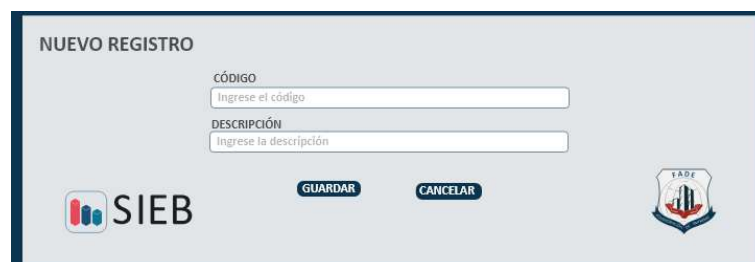 NUEVO REGISTRO
CÓDIGO
Ingrese el código
DESCRIPCIÓN
Ingrese la descripción
GUARDAR
CANCELAR
SIEB
FADE